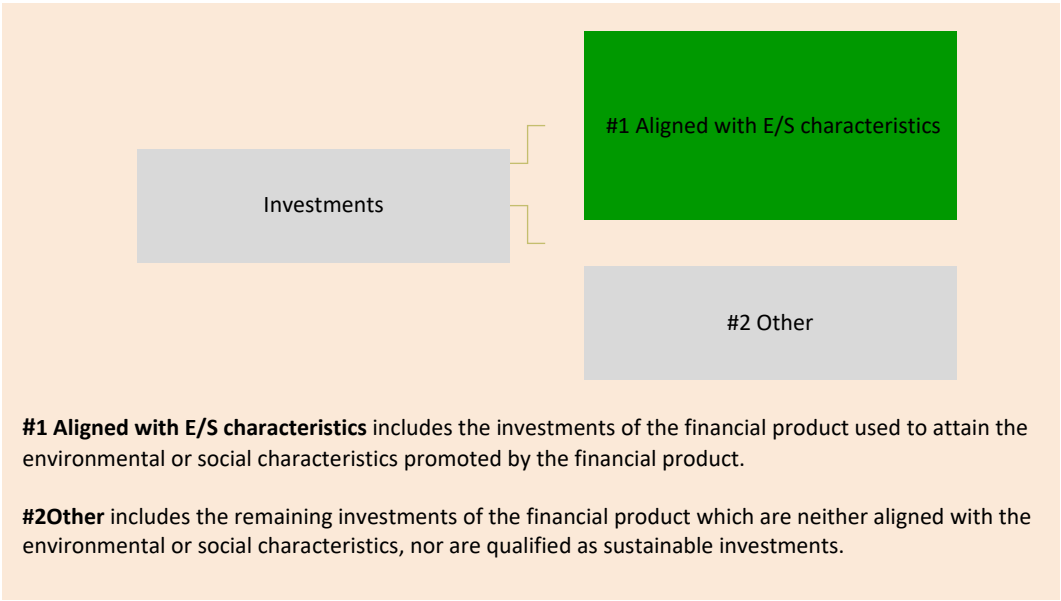 #1 Aligned with E/S characteristics
Investments
#2 Other
#1 Aligned with E/S characteristics includes the investments of the financial product used to attain the
environmental or social characteristics promoted by the financial product.
#2Other includes the remaining investments of the financial product which are neither aligned with the
environmental or social characteristics, nor are qualified as sustainable investments.